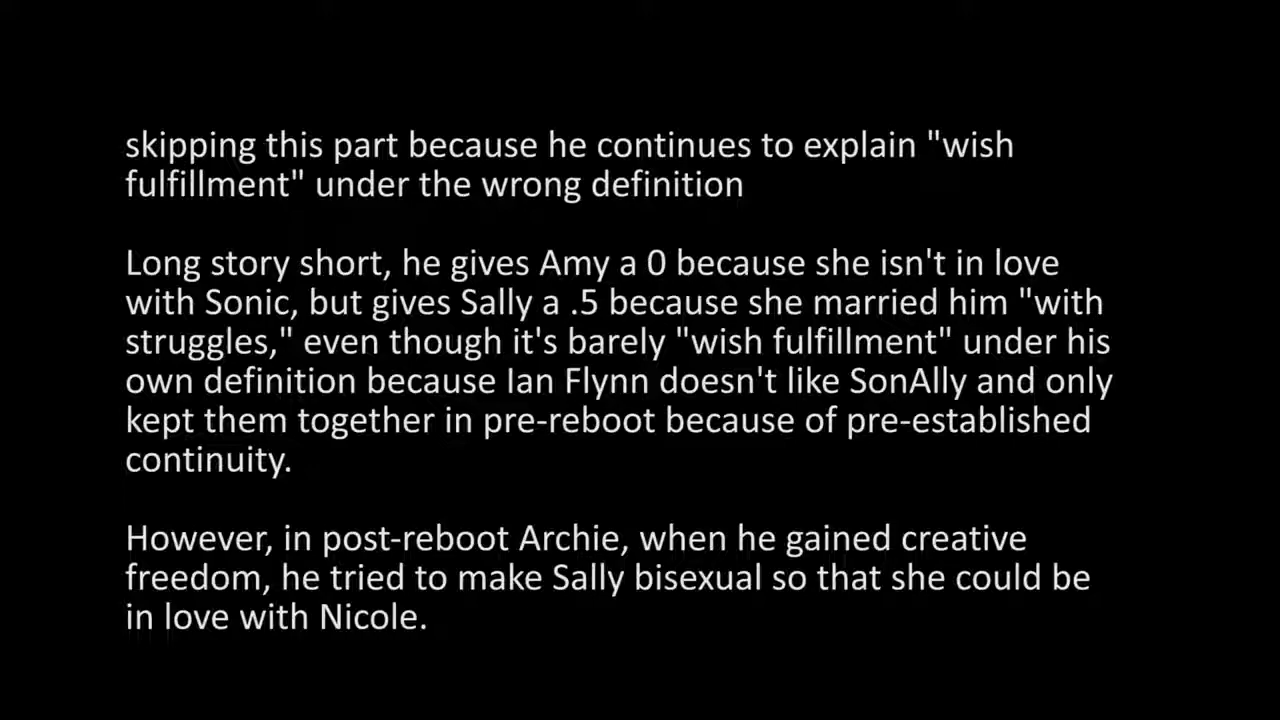 skipping this part because he continues to explain "wish
fulfillment" under the wrong definition
Long story short, he gives Amy a 0 because she isn't in love
with Sonic, but gives Sally a .5 because she married him "with
struggles," even though it's barely "wish fulfillment" under his
own definition because Ian Flynn doesn't like SonAlly and only
kept them together in pre-reboot because of pre-established
continuity.
However, in post-reboot Archie, when he gained creative
freedom, he tried to make Sally bisexual so that she could be
in love with Nicole.